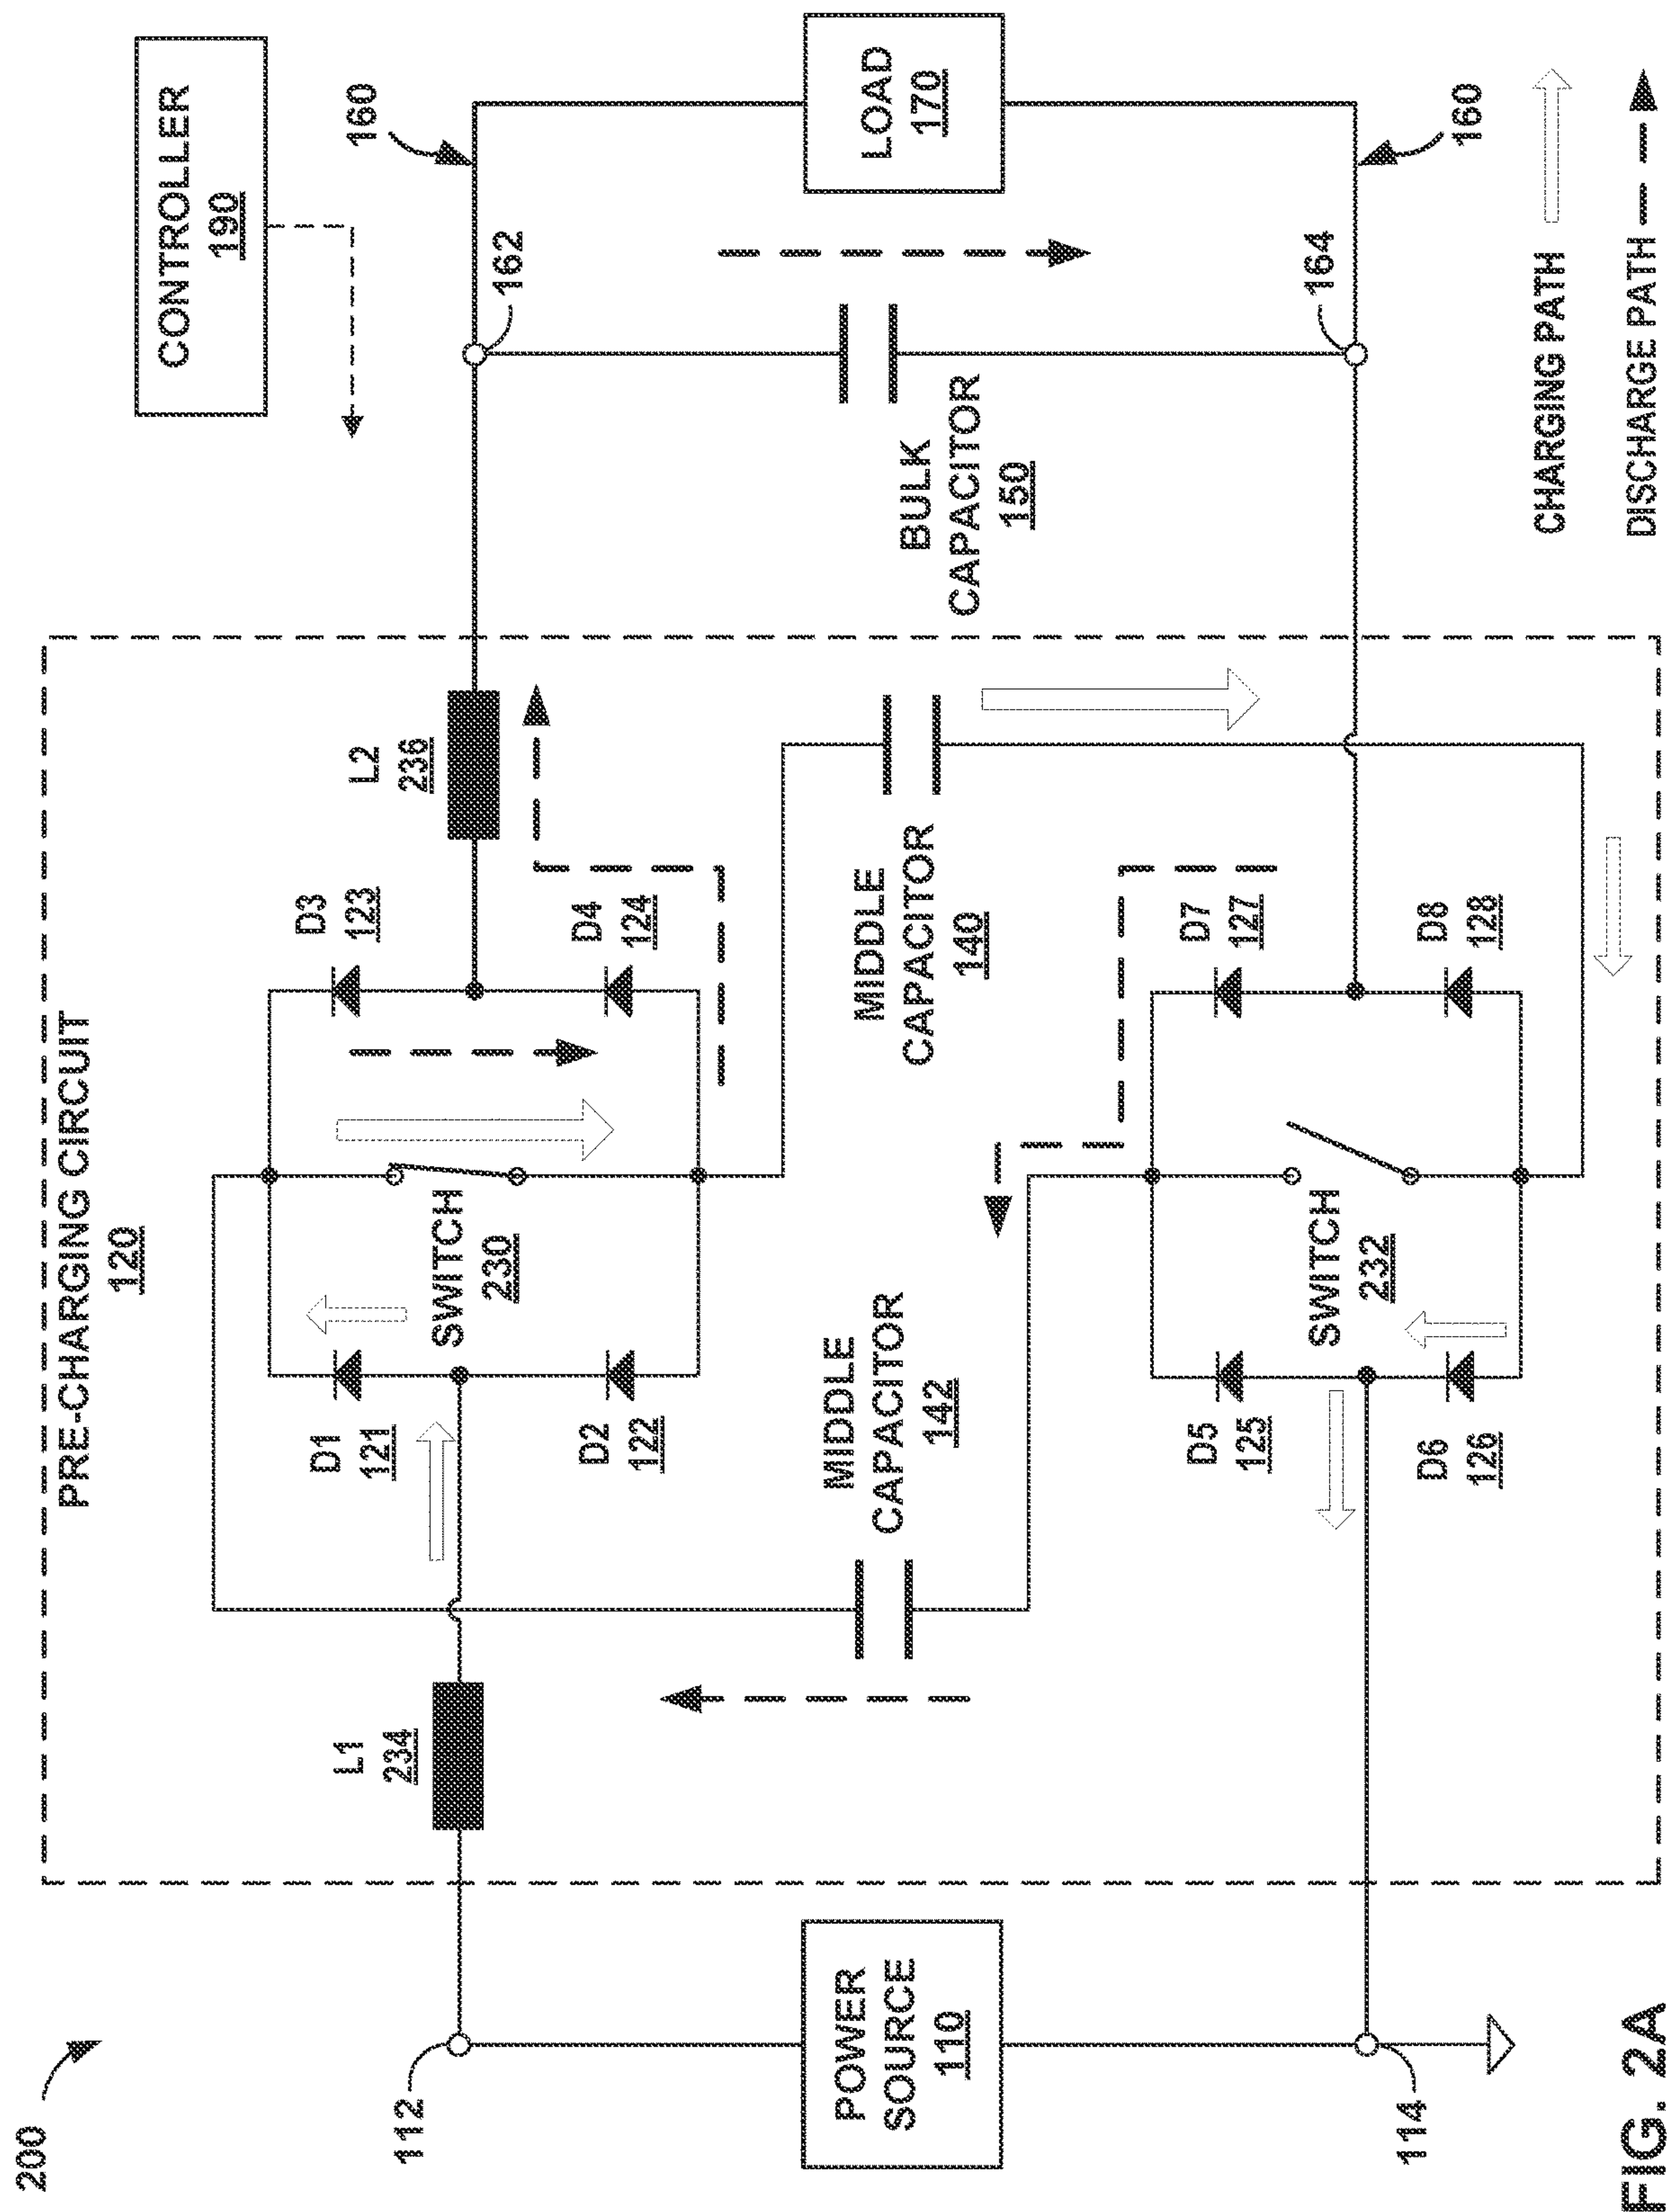 200
PRE-CHARGING CIRCUIT
120
CONTROLLER
190
L1
234
D1
121
D2
122
SWITCH
230
D3
123
D4
124
L2
236
160
162
112
POWER
SOURCE
110
MIDDLE
CAPACITOR
142
MIDDLE
CAPACITOR
140
BULK
CAPACITOR
150
LOAD
170
D5
125
D6
126
SWITCH
232
D7
127
D8
128
164
160
114
CHARGING PATH
DISCHARGE PATH
FIG. 2A